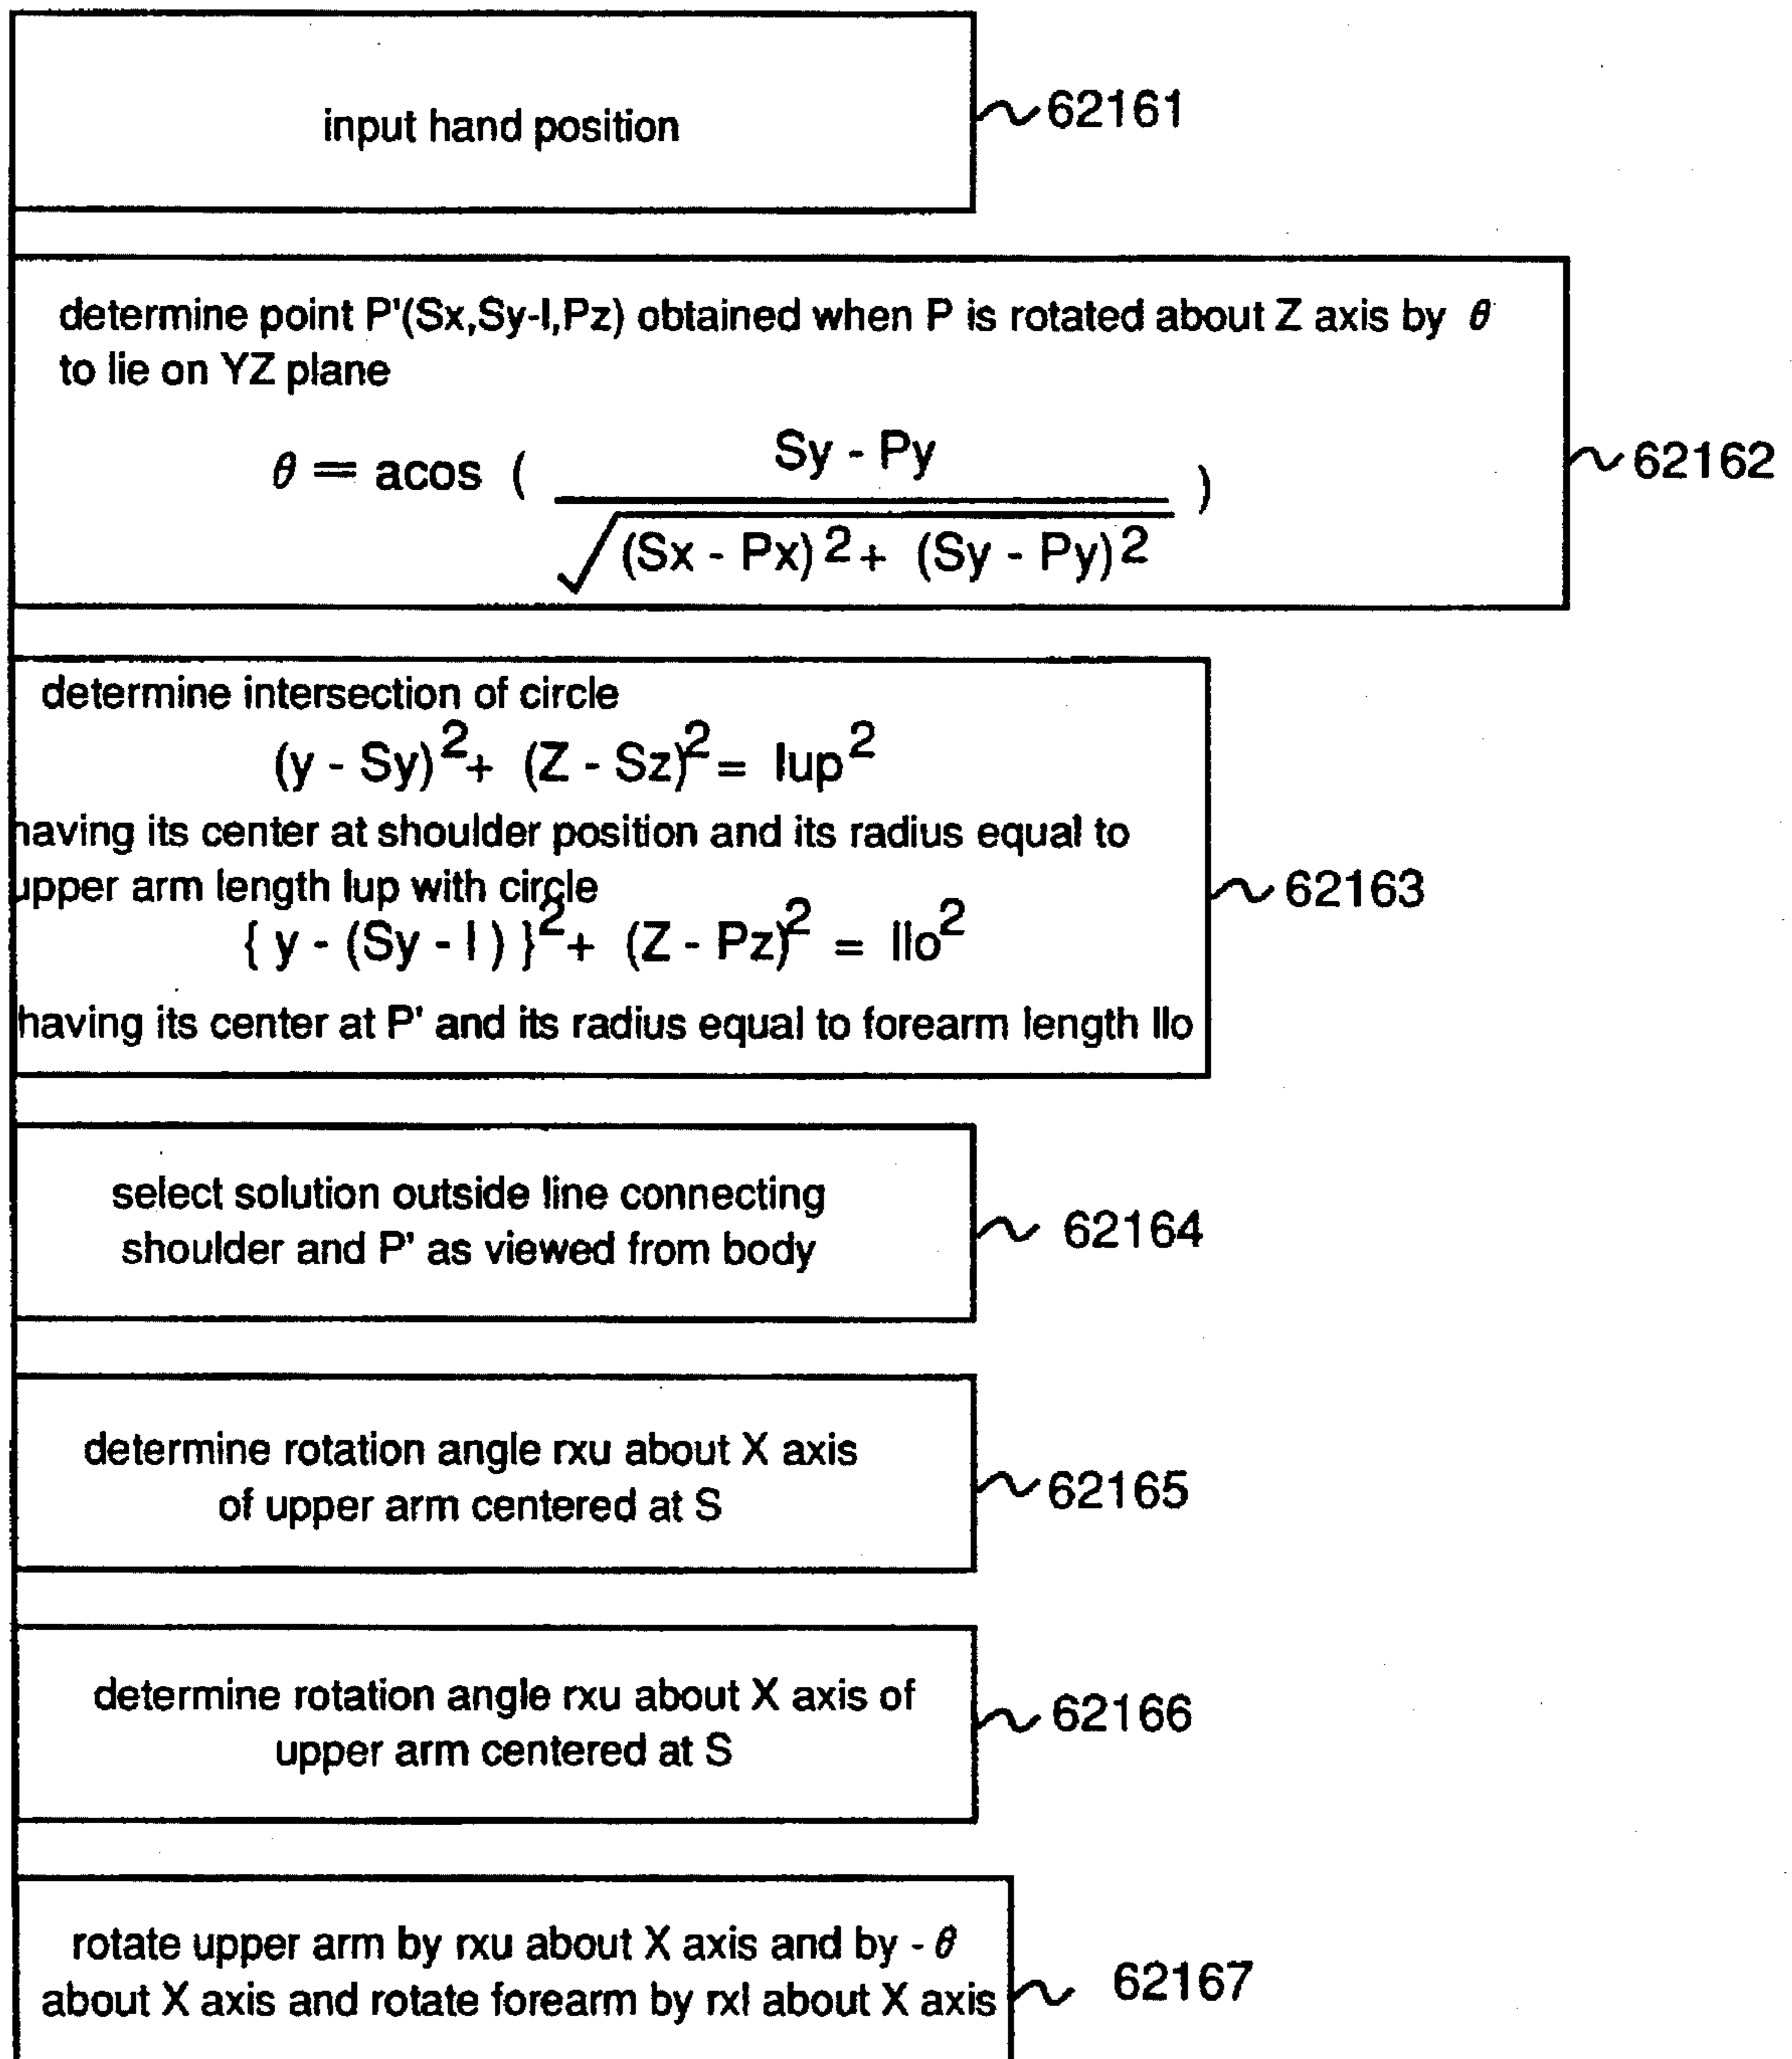 input hand position
62161
determine point P'(Sx,Sy-l,Pz) obtained when P is rotated about Z axis by θ
to lie on YZ plane
θ = acos ( (Sy - Py) / √((Sx - Px)² + (Sy - Py)²) )
62162
determine intersection of circle
(y - Sy)² + (Z - Sz)² = lup²
having its center at shoulder position and its radius equal to
upper arm length lup with circle
{ y - (Sy - l ) }² + (Z - Pz)² = llo²
having its center at P' and its radius equal to forearm length llo
62163
select solution outside line connecting
shoulder and P' as viewed from body
62164
determine rotation angle rxu about X axis
of upper arm centered at S
62165
determine rotation angle rxu about X axis of
upper arm centered at S
62166
rotate upper arm by rxu about X axis and by - θ
about X axis and rotate forearm by rxl about X axis
62167